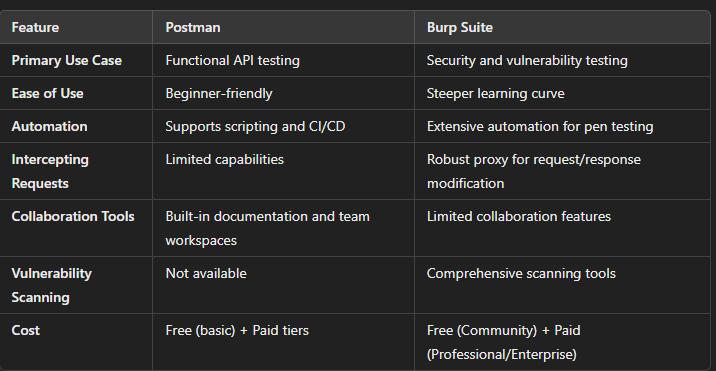 Feature Postman Burp Suite
Primary Use Case Functional API testing Security and vulnerability testing
Ease of Use Beginner-friendly Steeper learning curve
Automation Supports scripting and CI/CD Extensive automation for pen testing
Intercepting Limited capabilities Robust proxy for request/response
Requests modification
Collaboration Tools Built-in documentation and team Limited collaboration features
workspaces
Vulnerability Not available Comprehensive scanning tools
Scanning
Cost Free (basic) + Paid tiers Free (Community) + Paid
(Professional/Enterprise)